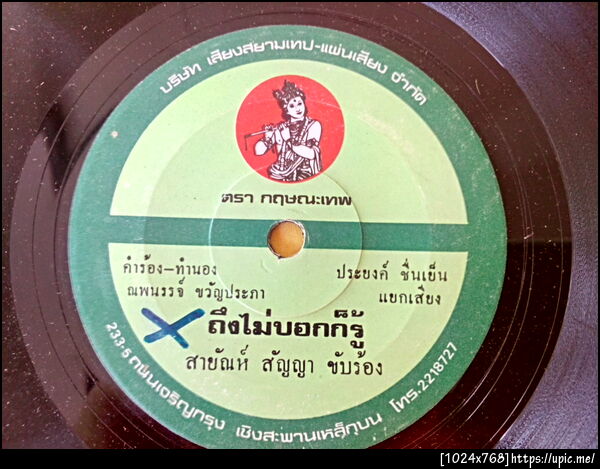 บริษัท เสียงสยามเทป-แผ่นเสียง จำกัด
ตรา กฤษณะเทพ
คำร้อง-ทำนอง
ณพนรรจ์ ขวัญประภา
ประยงค์ ชื่นเย็น
แยกเสียง
ถึงไม่บอกก็รู้
สายัณห์ สัญญา ขับร้อง
233-5 ถนนเจริญกรุง เชิงสะพานเหล็กบน โทร. 2218727
[1024x768]https://upic.me/